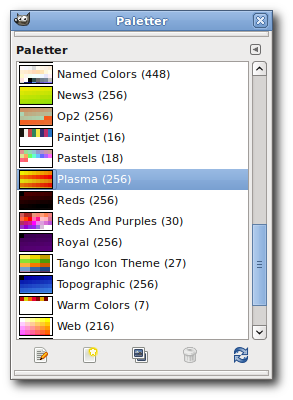 Paletter
Paletter
Named Colors (448)
News3 (256)
Op2 (256)
Paintjet (16)
Pastels (18)
Plasma (256)
Reds (256)
Reds And Purples (30)
Royal (256)
Tango Icon Theme (27)
Topographic (256)
Warm Colors (7)
Web (216)